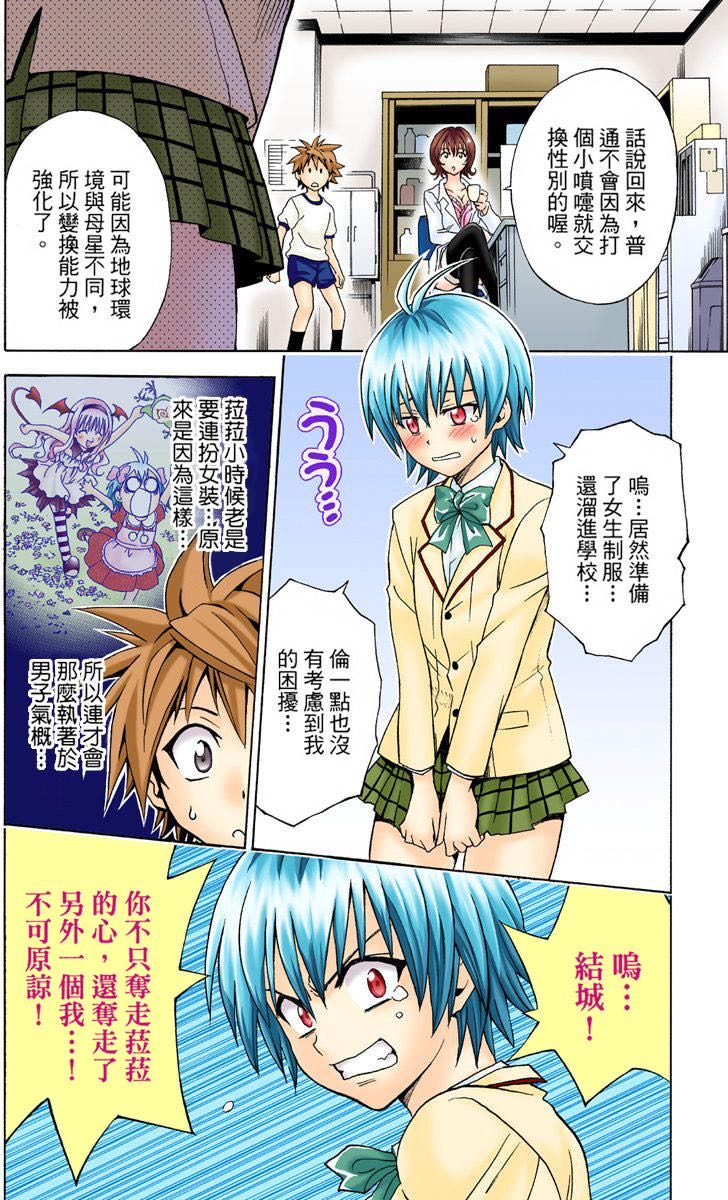 話說回來，普
通不會因為打
個小噴嚏就交
換性別的喔。
可能因為地球環
境與母星不同，
所以變換能力被
強化了。
嗚…居然準備
了女生制服…
還溜進學校…
うう…
倫一點也沒
有考慮到我
的困擾…
菈菈小時候老是
要連扮女裝…原
來是因為這樣…
所以連才會
那麼執著於
男子氣概…
嗚…
結城！
你不只奪走菈菈
的心，還奪走了
另外一個我…！
不可原諒！